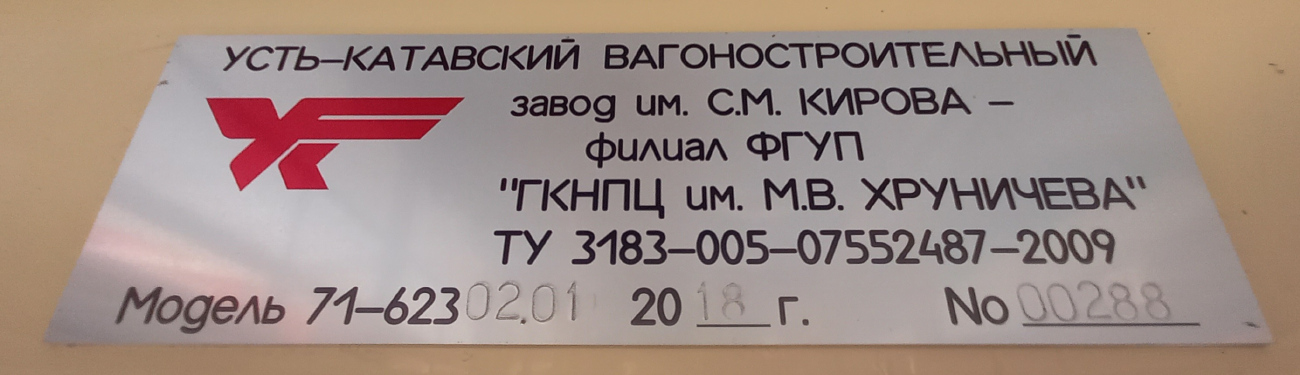 УСТЬ–КАТАВСКИЙ ВАГОНОСТРОИТЕЛЬНЫЙ
завод им. С.М. КИРОВА –
филиал ФГУП
"ГКНПЦ им. М.В. ХРУНИЧЕВА"
ТУ 3183–005–07552487–2009
Модель 71–62302.01 2018 г. No 00288